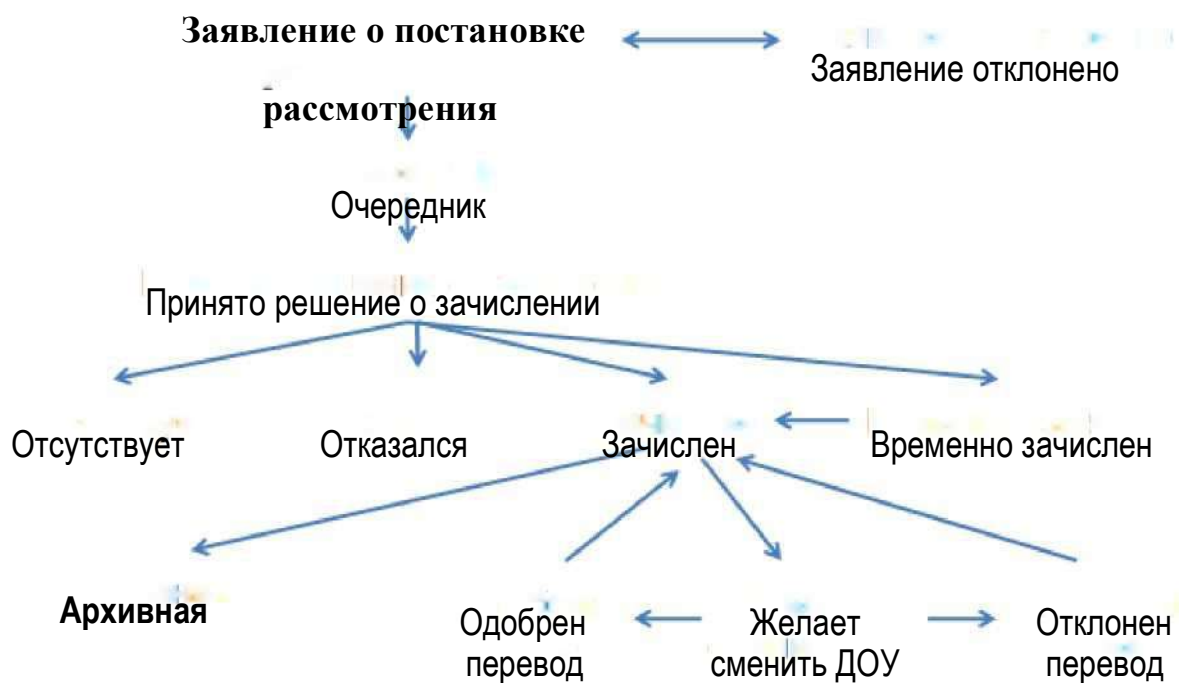 Заявление о постановке
Заявление отклонено
рассмотрения
Очередник
Принято решение о зачислении
Отсутствует
Отказался
Зачислен
Временно зачислен
Архивная
Одобрен
перевод
Желает
сменить ДОУ
Отклонен
перевод